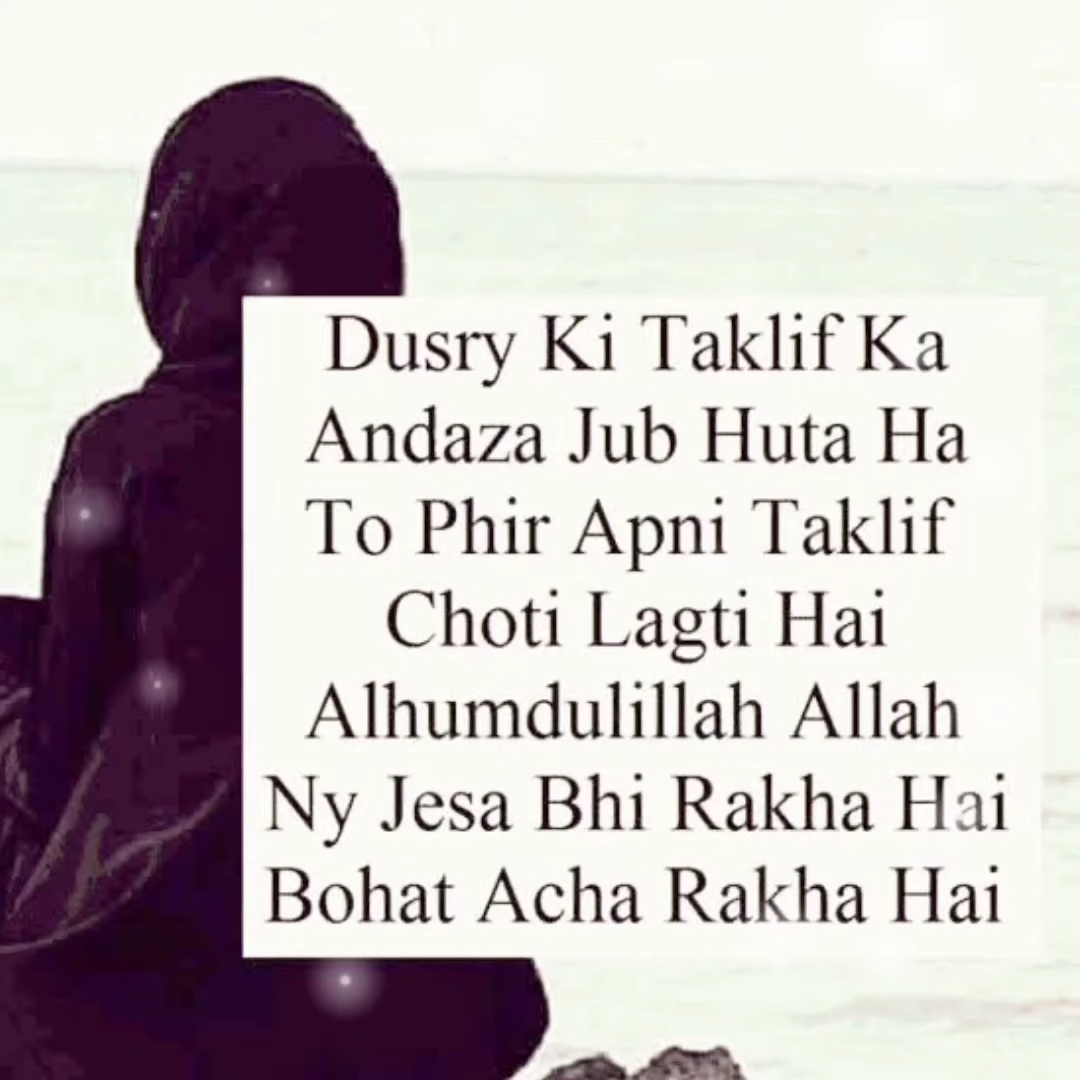 Dusry Ki Taklif Ka
Andaza Jub Huta Ha
To Phir Apni Taklif
Choti Lagti Hai
Alhumdulillah Allah
Ny Jesa Bhi Rakha Hai
Bohat Acha Rakha Hai